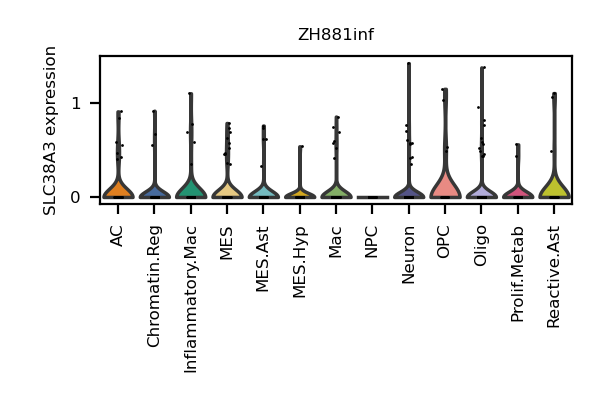 ZH881inf
SLC38A3 expression
1
0
AC
Chromatin.Reg
Inflammatory.Mac
MES
MES.Ast
MES.Hyp
Mac
NPC
Neuron
OPC
Oligo
Prolif.Metab
Reactive.Ast